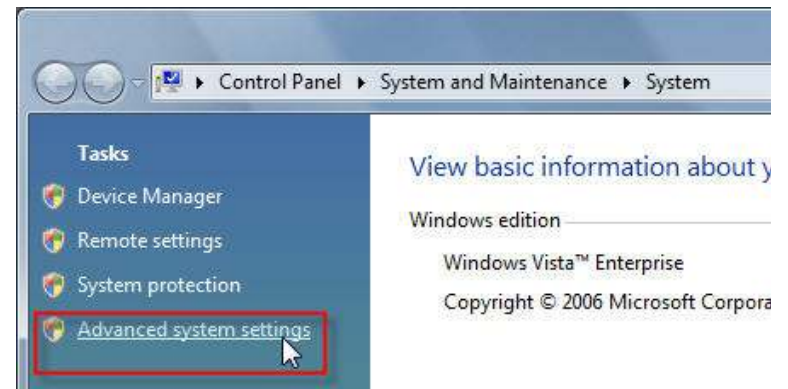 Control Panel System and Maintenance System
Tasks
Device Manager
Remote settings
System protection
Advanced system settings
View basic information about y
Windows edition
Windows Vista™ Enterprise
Copyright © 2006 Microsoft Corpora